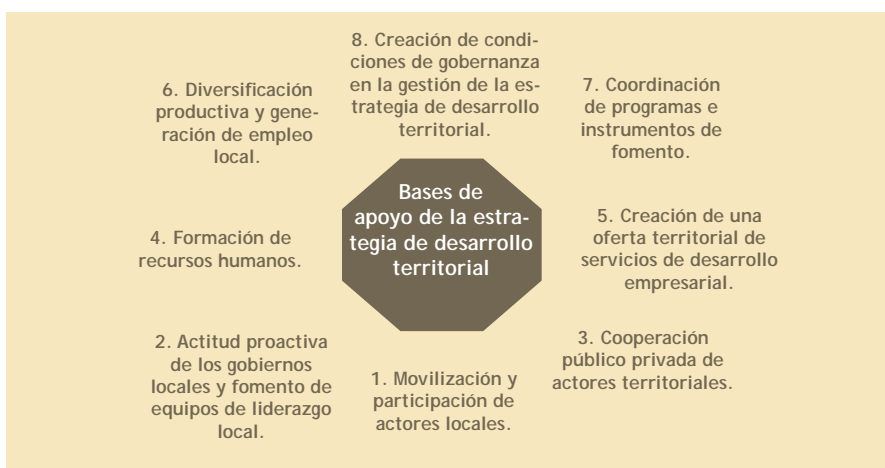 8. Creación de condi-
ciones de gobernanza
en la gestión de la es-
trategia de desarrollo
territorial.
6. Diversificación
productiva y gene-
ración de empleo
local.
7. Coordinación
de programas e
instrumentos de
fomento.
Bases de
apoyo de la estra-
tegia de desarrollo
territorial
4. Formación de
recursos humanos.
5. Creación de una
oferta territorial de
servicios de desarrollo
empresarial.
2. Actitud proactiva
de los gobiernos
locales y fomento de
equipos de liderazgo
local.
1. Movilización y
participación de
actores locales.
3. Cooperación
público privada de
actores territoriales.